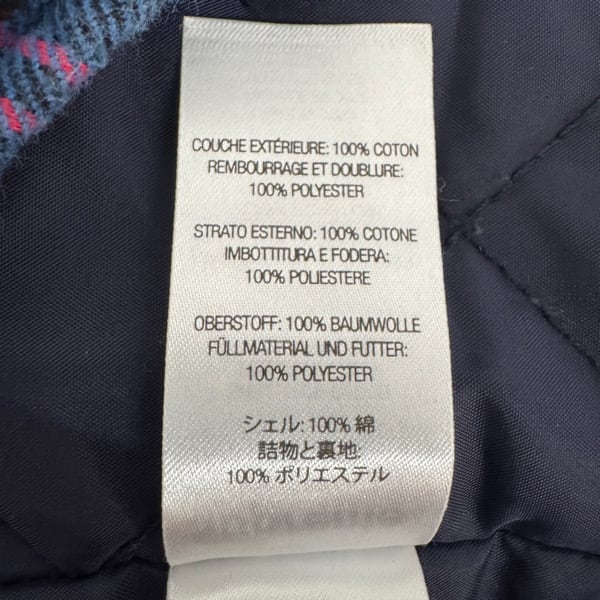 COUCHE EXTÉRIEURE: 100% COTON
REMBOURRAGE ET DOUBLURE:
100% POLYESTER
STRATO ESTERNO: 100% COTONE
IMBOTTITURA E FODERA:
100% POLIESTERE
OBERSTOFF: 100% BAUMWOLLE
FÜLLMATERIAL UND FUTTER:
100% POLYESTER
シェル: 100% 綿
詰物と裏地:
100% ポリエステル